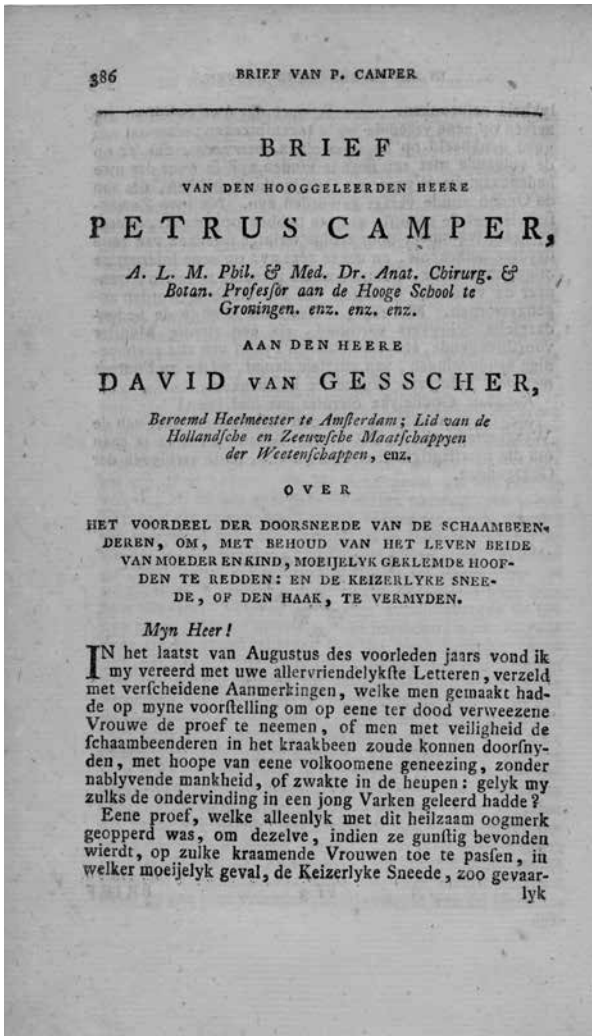 386 BRIEF VAN P. CAMPER
BRIEF
VAN DEN HOOGGELEERDEN HEERE
PETRUS CAMPER,
A. L. M. Phil. & Med. Dr. Anat. Chirurg. &
Botan. Profesſor aan de Hooge School te
Groningen. enz. enz. enz.
AAN DEN HEERE
DAVID VAN GESSCHER,
Beroemd Heelmeester te Amſterdam; Lid van de
Hollandſche en Zeeuwſche Maatſchappyen
der Weetenſchappen, enz.
OVER
HET VOORDEEL DER DOORSNEEDE VAN DE SCHAAMBEEN-
DEREN, OM, MET BEHOUD VAN HET LEVEN BEIDE
VAN MOEDER EN KIND, MOEIJELYK GEKLEMDE HOOF-
DEN TE REDDEN: EN DE KEIZERLYKE SNEE-
DE, OF DEN HAAK, TE VERMYDEN.
Myn Heer!
IN het laatst van Augustus des voorleden jaars vond ik
my vereerd met uwe allervriendelykſte Letteren, verzeld
met verſcheidene Aanmerkingen, welke men gemaakt had-
de op myne voorſtelling om op eene ter dood verweezene
Vrouwe de proef te neemen, of men met veiligheid de
ſchaambeenderen in het kraakbeen zoude konnen doorſny-
den, met hoope van eene volkoomene geneezing, zonder
nablyvende mankheid, of zwakte in de heupen: gelyk my
zulks de ondervinding in een jong Varken geleerd hadde?
Eene proef, welke alleenlyk met dit heilzaam oogmerk
geopperd was, om dezelve, indien ze gunſtig bevonden
wierdt, op zulke kraamende Vrouwen toe te pasſen, in
welker moeijelyk geval, de Keizerlyke Sneede, zoo gevaar-
lyk